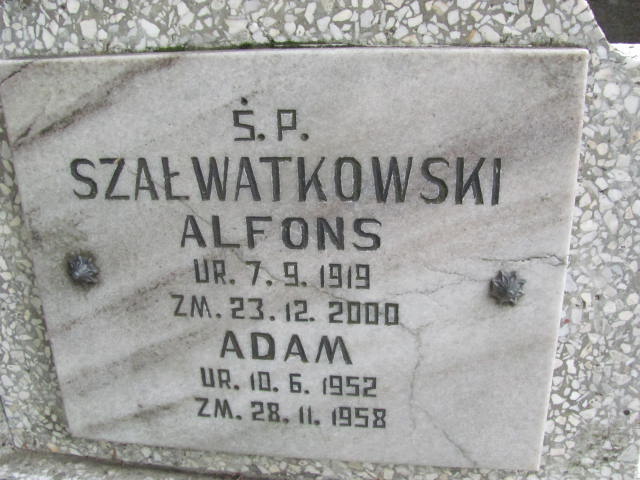 Ś.P.
SZAŁWATKOWSKI
ALFONS
UR. 7. 9. 1919
ZM. 23. 12. 2000
ADAM
UR. 10. 6. 1952
ZM. 28. 11. 1958